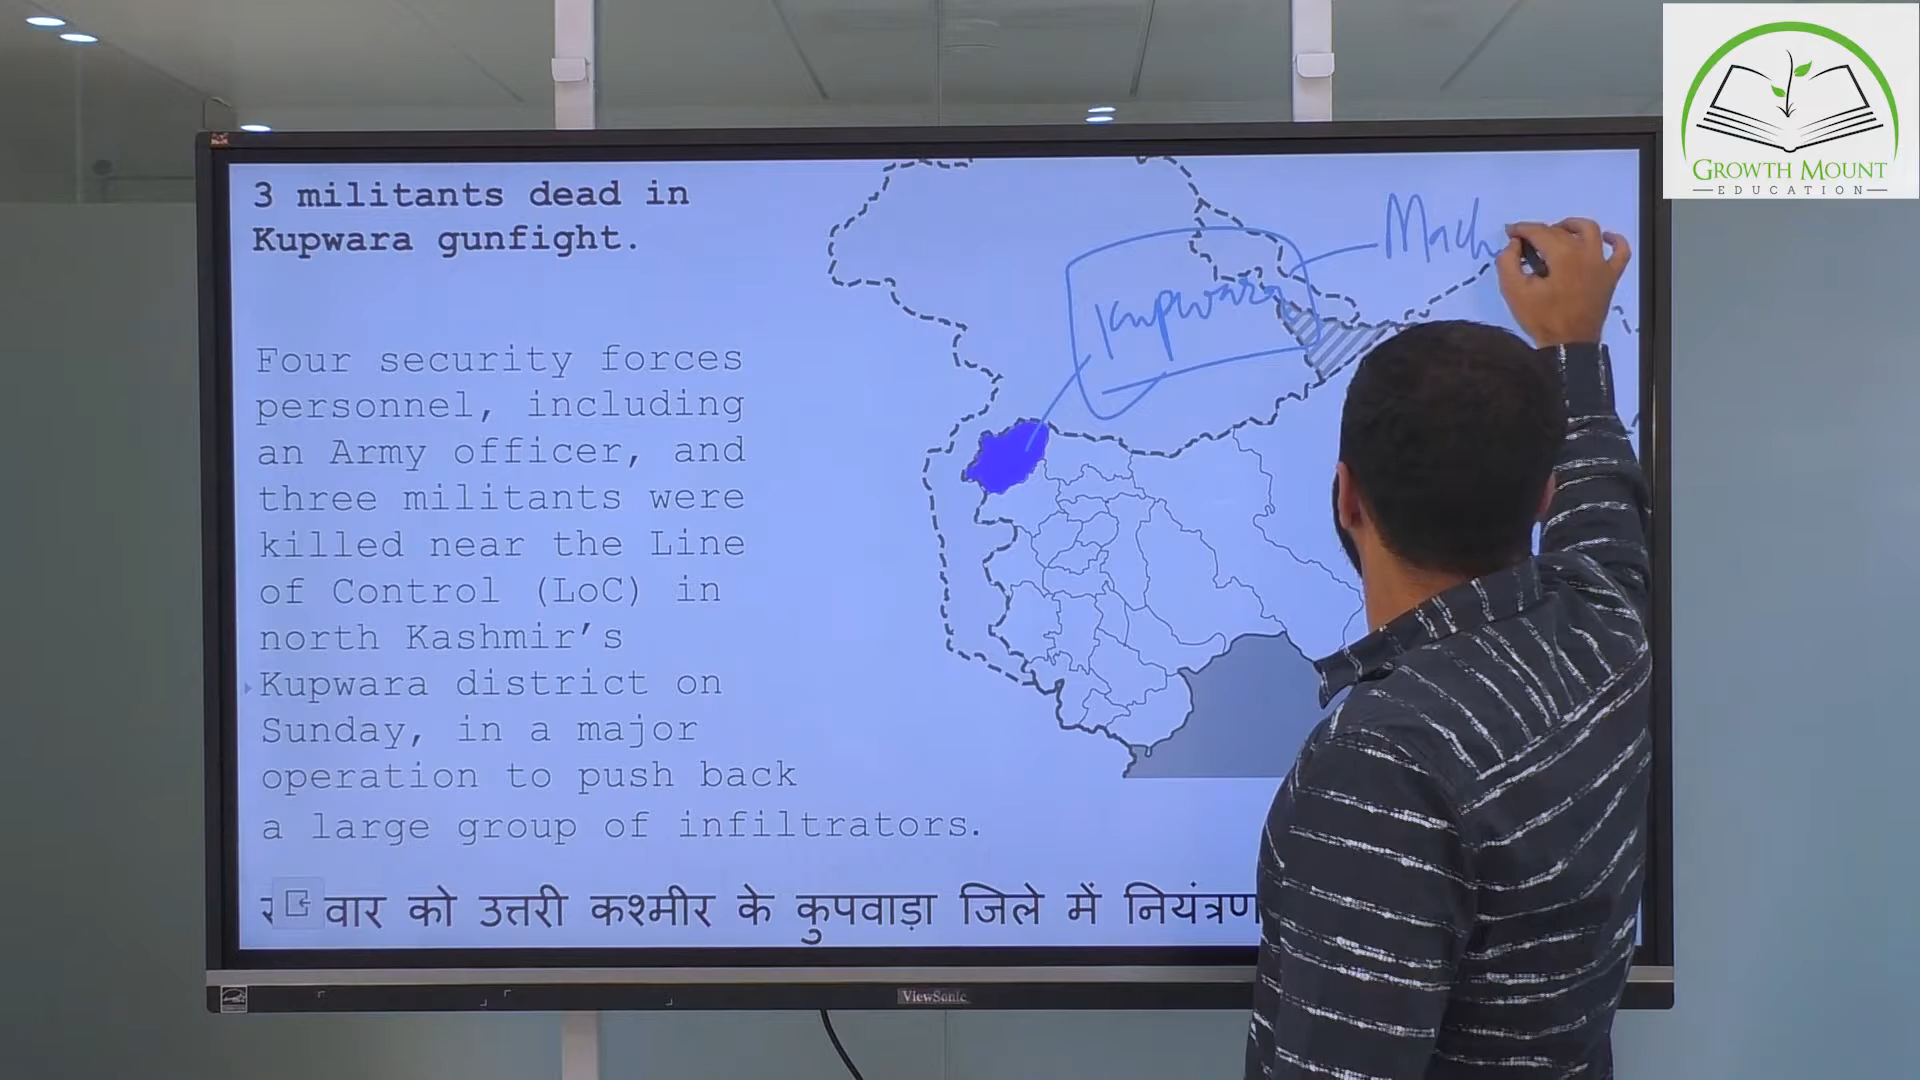 3 militants dead in
Kupwara gunfight.
Four security forces
personnel, including
an Army officer, and
three militants were
killed near the Line
of Control (LoC) in
north Kashmir’s
Kupwara district on
Sunday, in a major
operation to push back
a large group of infiltrators.
वार को उत्तरी कश्मीर के कुपवाड़ा जिले में नियंत्रण
Kupwara
Mach
ViewSonic
GROWTH MOUNT
EDUCATION